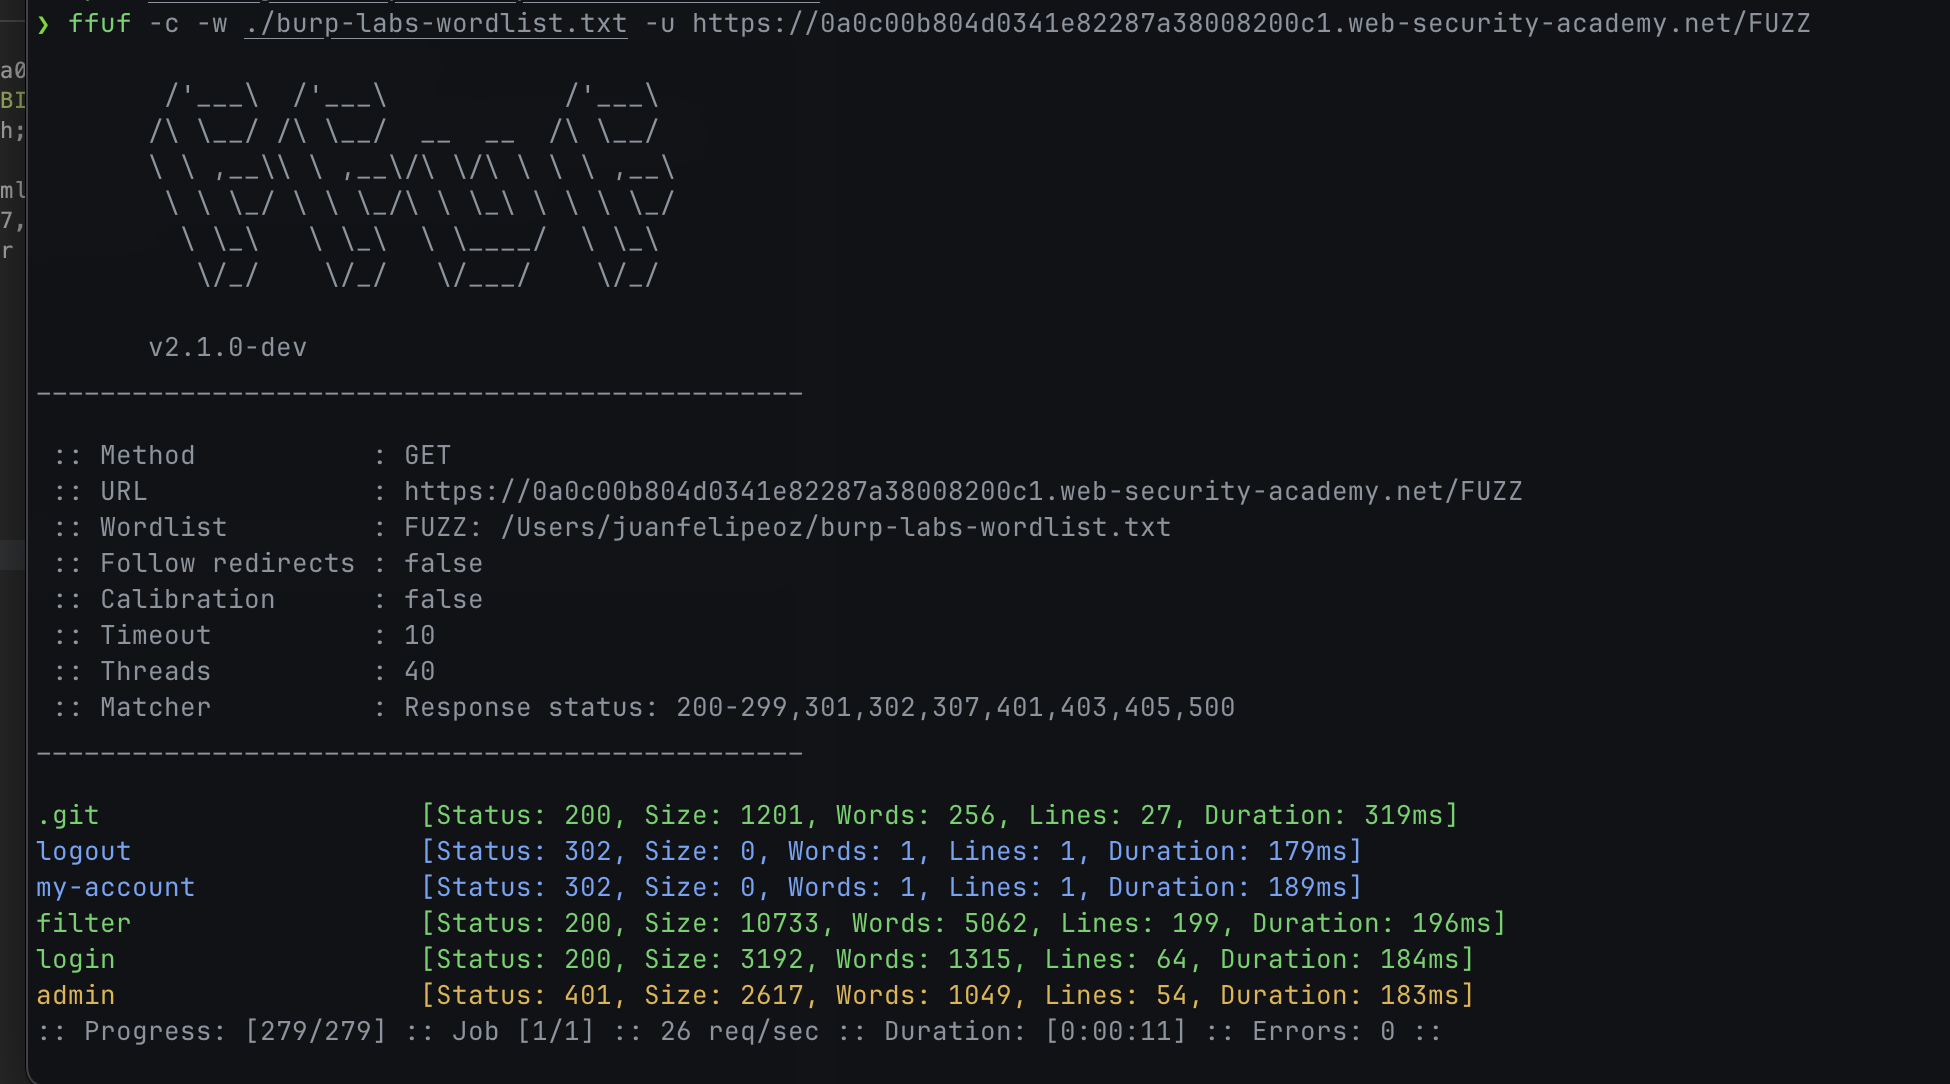 ❯ ffuf -c -w ./burp-labs-wordlist.txt -u https://0a0c00b804d0341e82287a38008200c1.web-security-academy.net/FUZZ
a0
BI
h;
ml
7,
r
        /'___\  /'___\           /'___\
       /\ \__/ /\ \__/  __  __  /\ \__/
       \ \ ,__\\ \ ,__\/\ \/\ \ \ \ ,__\
        \ \ \_/ \ \ \_/\ \ \_\ \ \ \ \_/
         \ \_\   \ \_\  \ \____/  \ \_\
          \/_/    \/_/   \/___/    \/_/
v2.1.0-dev
________________________________________________
:: Method           : GET
:: URL              : https://0a0c00b804d0341e82287a38008200c1.web-security-academy.net/FUZZ
:: Wordlist         : FUZZ: /Users/juanfelipeoz/burp-labs-wordlist.txt
:: Follow redirects : false
:: Calibration      : false
:: Timeout          : 10
:: Threads          : 40
:: Matcher          : Response status: 200-299,301,302,307,401,403,405,500
________________________________________________
.git                    [Status: 200, Size: 1201, Words: 256, Lines: 27, Duration: 319ms]
logout                  [Status: 302, Size: 0, Words: 1, Lines: 1, Duration: 179ms]
my-account              [Status: 302, Size: 0, Words: 1, Lines: 1, Duration: 189ms]
filter                  [Status: 200, Size: 10733, Words: 5062, Lines: 199, Duration: 196ms]
login                   [Status: 200, Size: 3192, Words: 1315, Lines: 64, Duration: 184ms]
admin                   [Status: 401, Size: 2617, Words: 1049, Lines: 54, Duration: 183ms]
:: Progress: [279/279] :: Job [1/1] :: 26 req/sec :: Duration: [0:00:11] :: Errors: 0 ::